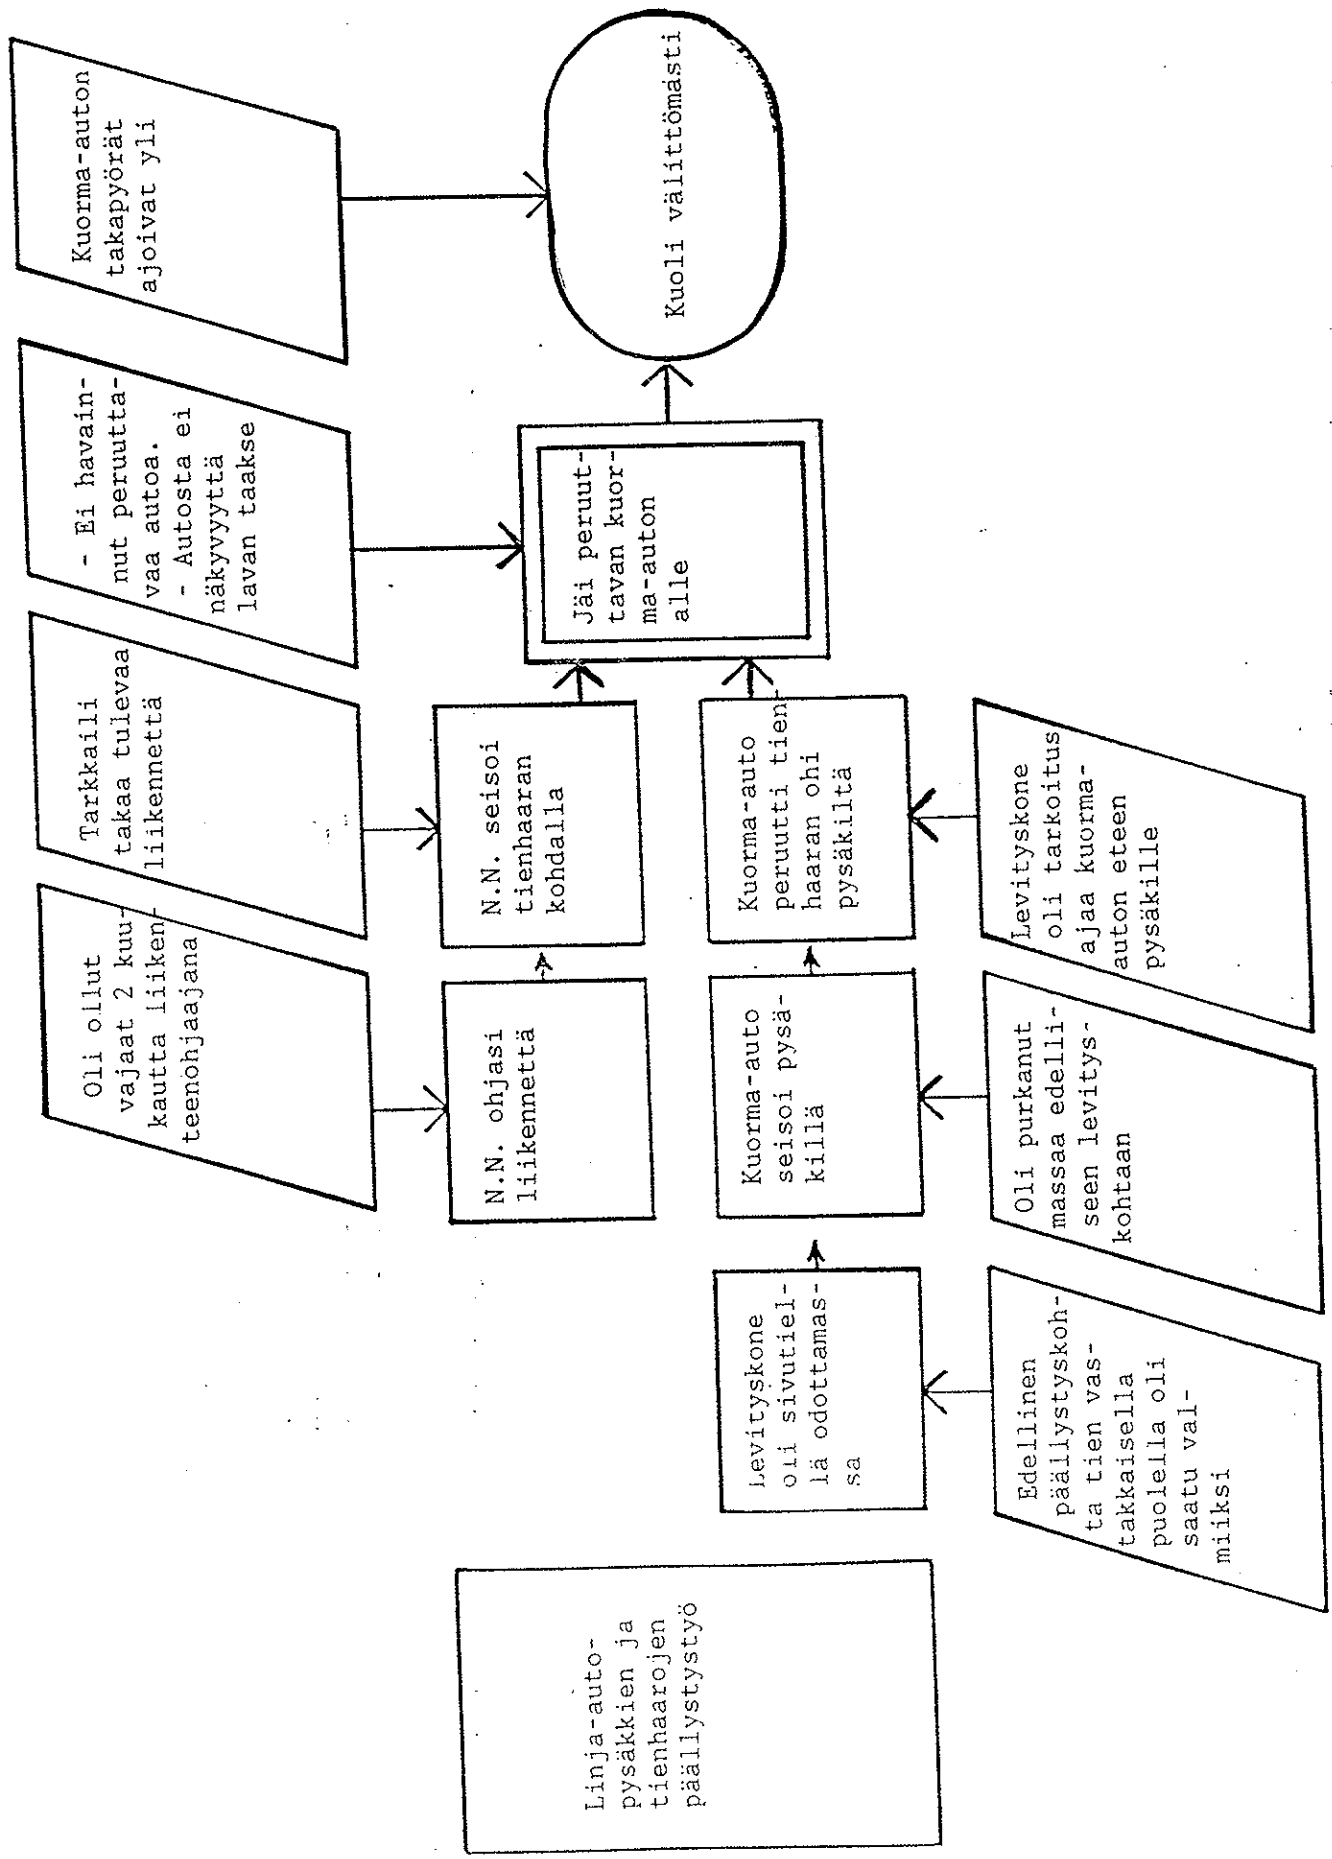 Oli ollut
vajaat 2 kuu-
kautta liiken-
teenohjaajana
Tarkkaili
takaa tulevaa
liikennettä
- Ei havain-
nut peruutta-
vaa autoa.
- Autosta ei
näkyvyyttä
lavan taakse
Kuorma-auton
takapyörät
ajoivat yli
N.N. ohjasi
liikennettä
N.N. seisoi
tienhaaran
kohdalla
Jäi peruut-
tavan kuor-
ma-auton
alle
Kuoli välittömästi
Linja-auto-
pysäkkien ja
tienhaarojen
päällystystyö
Levityskone
oli sivutiel-
lä odottamas-
sa
Kuorma-auto
seisoi pysä-
killä
Kuorma-auto
peruutti tien-
haaran ohi
pysäkiltä
Edellinen
päällystyskoh-
ta tien vas-
takkaisella
puolella oli
saatu val-
miiksi
Oli purkanut
massaa edelli-
seen levitys-
kohtaan
Levityskone
oli tarkoitus
ajaa kuorma-
auton eteen
pysäkille